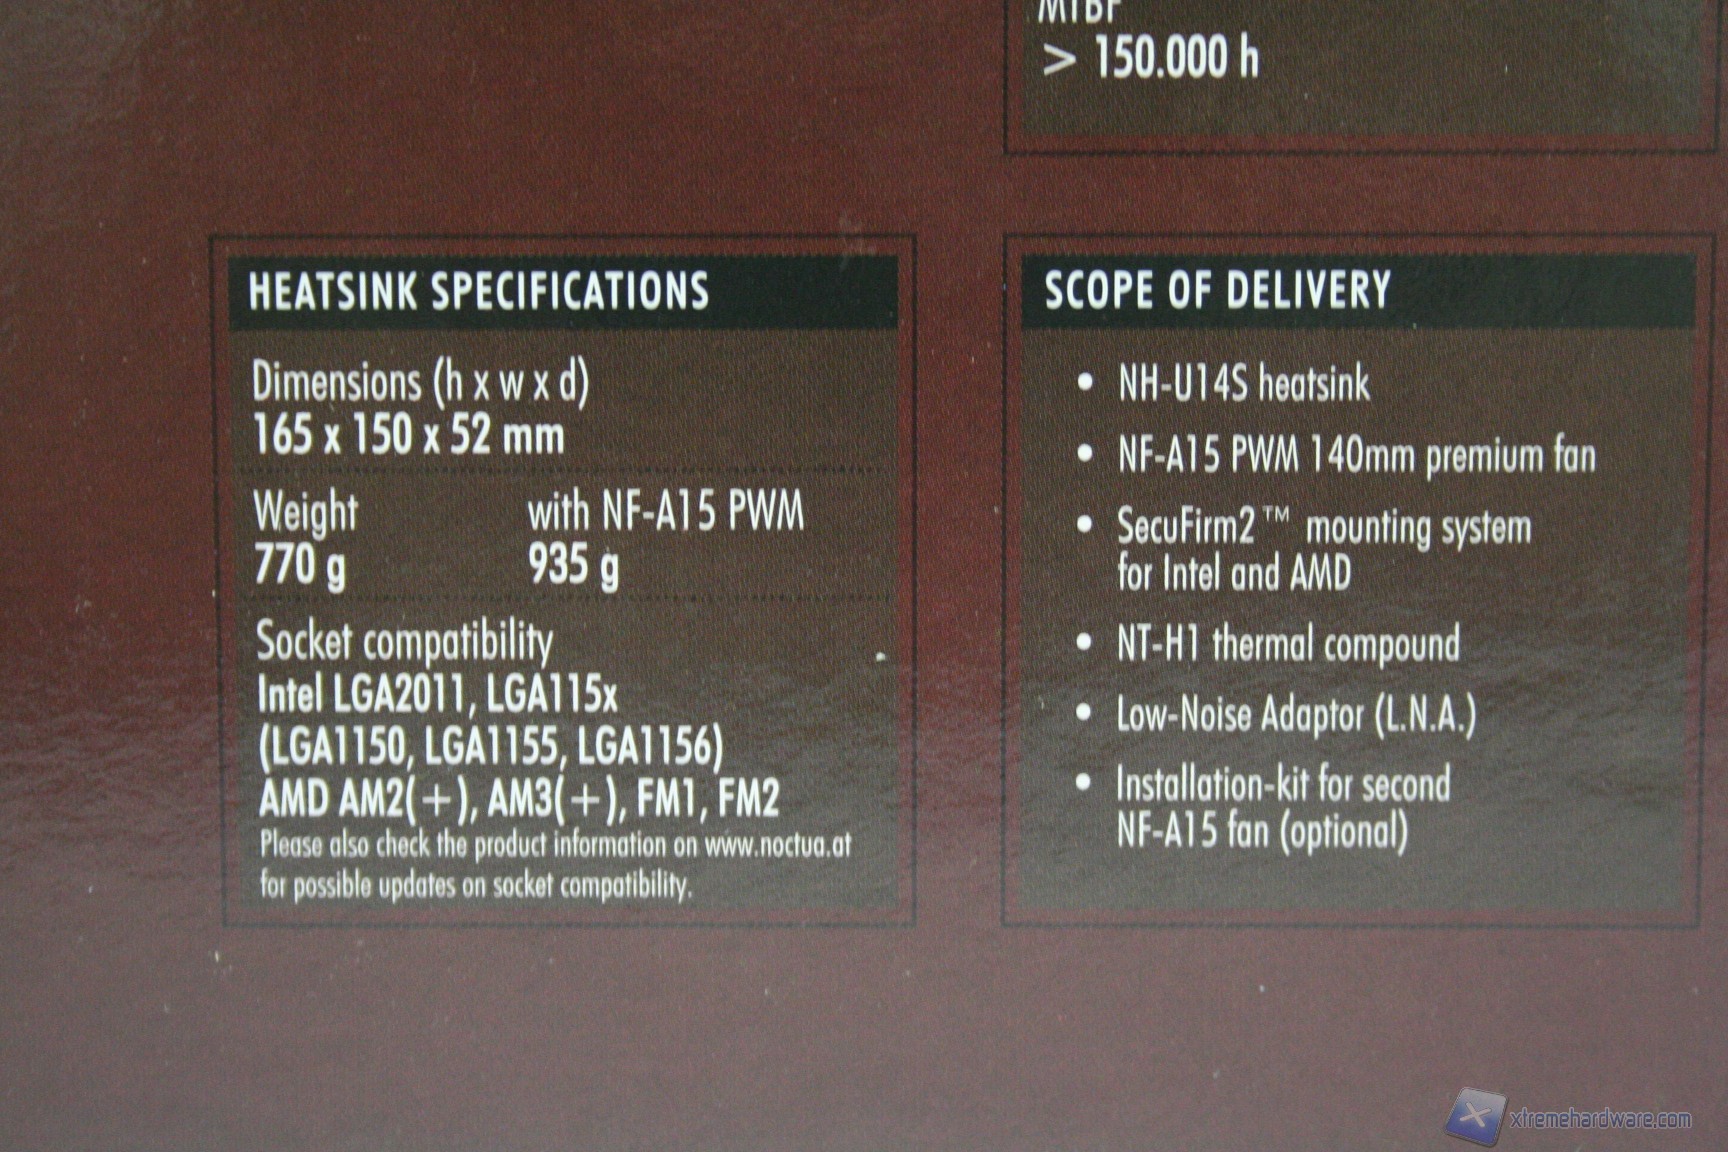 MTBF
> 150.000 h
HEATSINK SPECIFICATIONS
Dimensions (h x w x d)
165 x 150 x 52 mm
Weight with NF-A15 PWM
770 g 935 g
Socket compatibility
Intel LGA2011, LGA115x
(LGA1150, LGA1155, LGA1156)
AMD AM2(+), AM3(+), FM1, FM2
Please also check the product information on www.noctua.at
for possible updates on socket compatibility.
SCOPE OF DELIVERY
• NH-U14S heatsink
• NF-A15 PWM 140mm premium fan
• SecuFirm2™ mounting system
for Intel and AMD
• NT-H1 thermal compound
• Low-Noise Adaptor (L.N.A.)
• Installation-kit for second
NF-A15 fan (optional)
xtremehardware.com